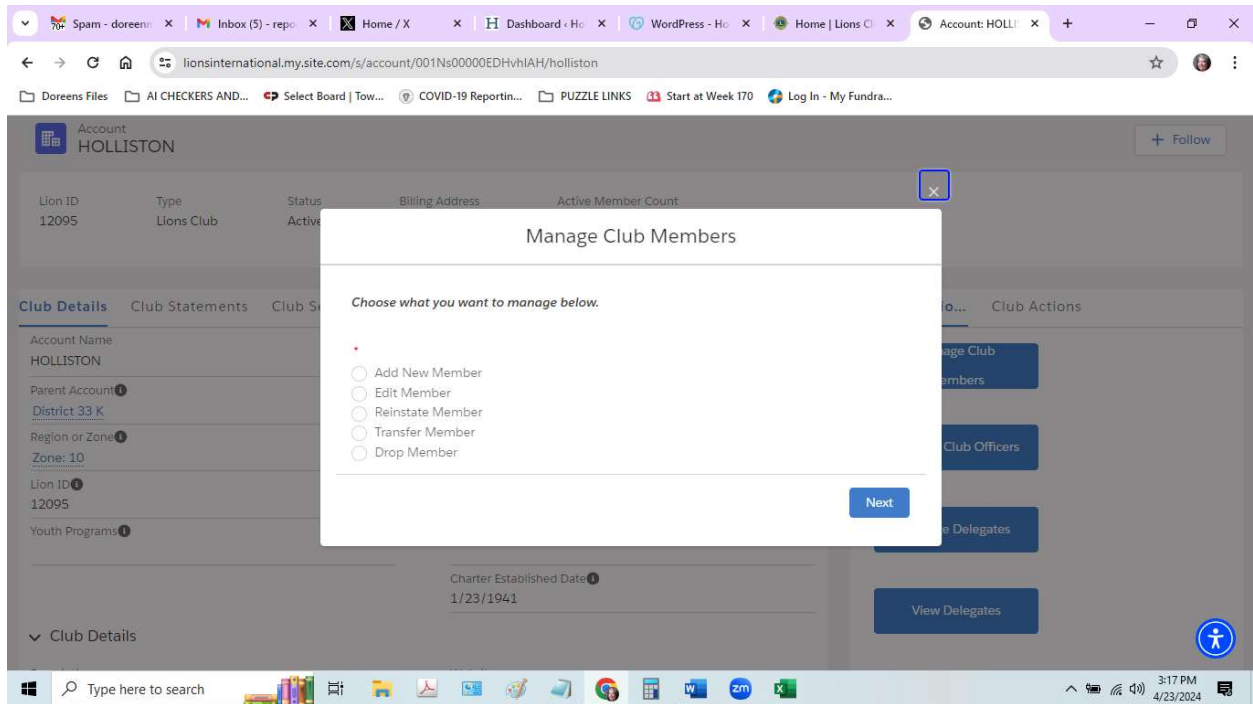 70+ Spam - doreenn
Inbox (5) - repo
Home / X
Dashboard ‹ Ho
WordPress - Ho
Home | Lions Cl
Account: HOLLI
lionsinternational.my.site.com/s/account/001Ns00000EDHvhIAH/holliston
Doreens Files
AI CHECKERS AND...
Select Board | Tow...
COVID-19 Reportin...
PUZZLE LINKS
Start at Week 170
Log In - My Fundra...
Account
HOLLISTON
+ Follow
Lion ID Type Status Billing Address Active Member Count
12095 Lions Club Active
Manage Club Members
Choose what you want to manage below.
*
Add New Member
Edit Member
Reinstate Member
Transfer Member
Drop Member
Next
Club Details Club Statements Club Se
Account Name
HOLLISTON
Parent Account
District 33 K
Region or Zone
Zone: 10
Lion ID
12095
Youth Programs
Charter Established Date
1/23/1941
Club Details
Club Actions
age Club
embers
Club Officers
e Delegates
View Delegates
Type here to search
zm
3:17 PM
4/23/2024